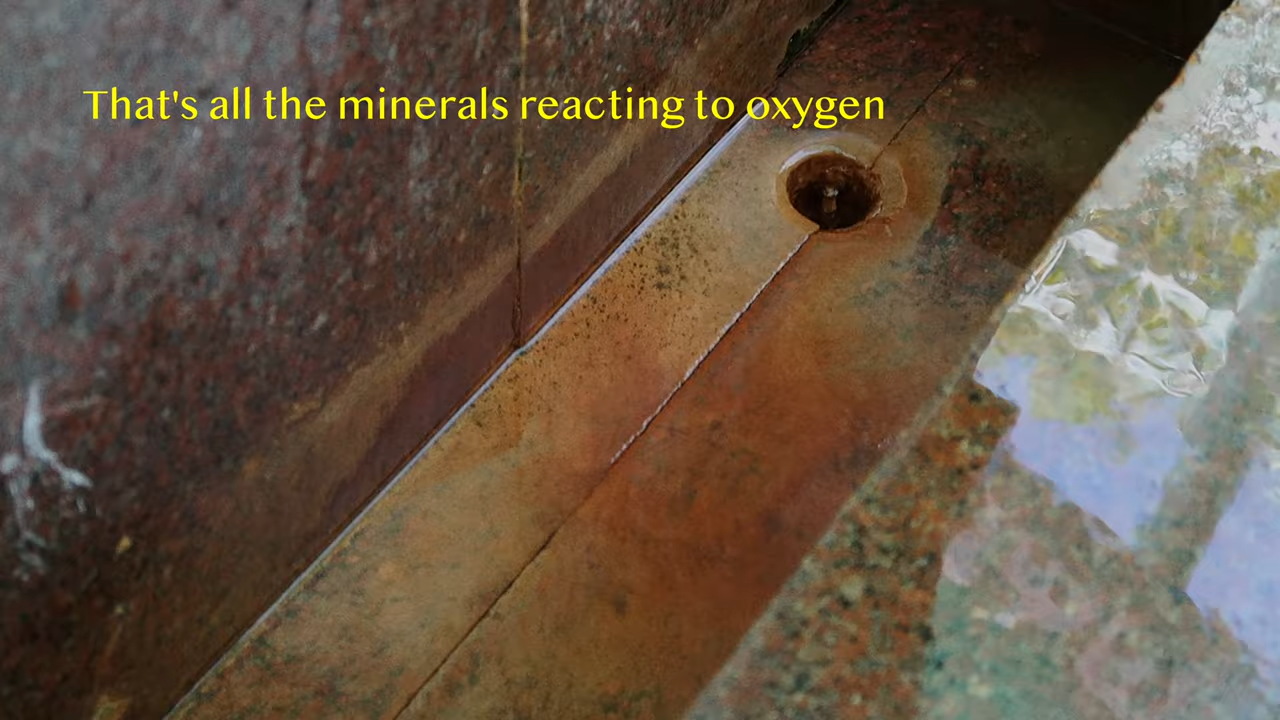 That's all the minerals reacting to oxygen